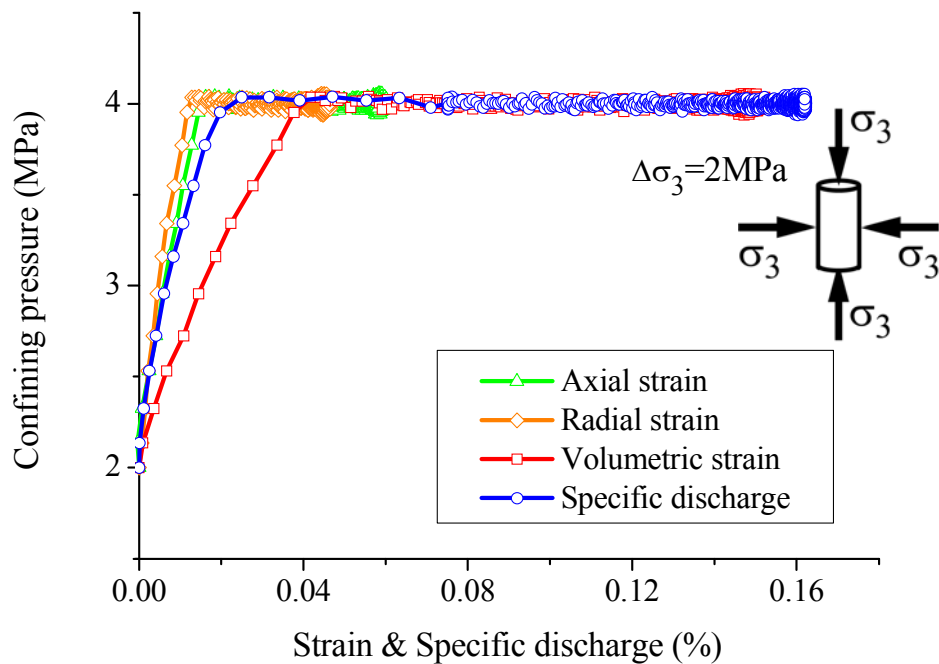 4
3
2
0.00
0.04
0.08
0.12
0.16
Confining pressure (MPa)
Strain & Specific discharge (%)
Δσ₃=2MPa
σ₃
σ₃
σ₃
σ₃
Axial strain
Radial strain
Volumetric strain
Specific discharge